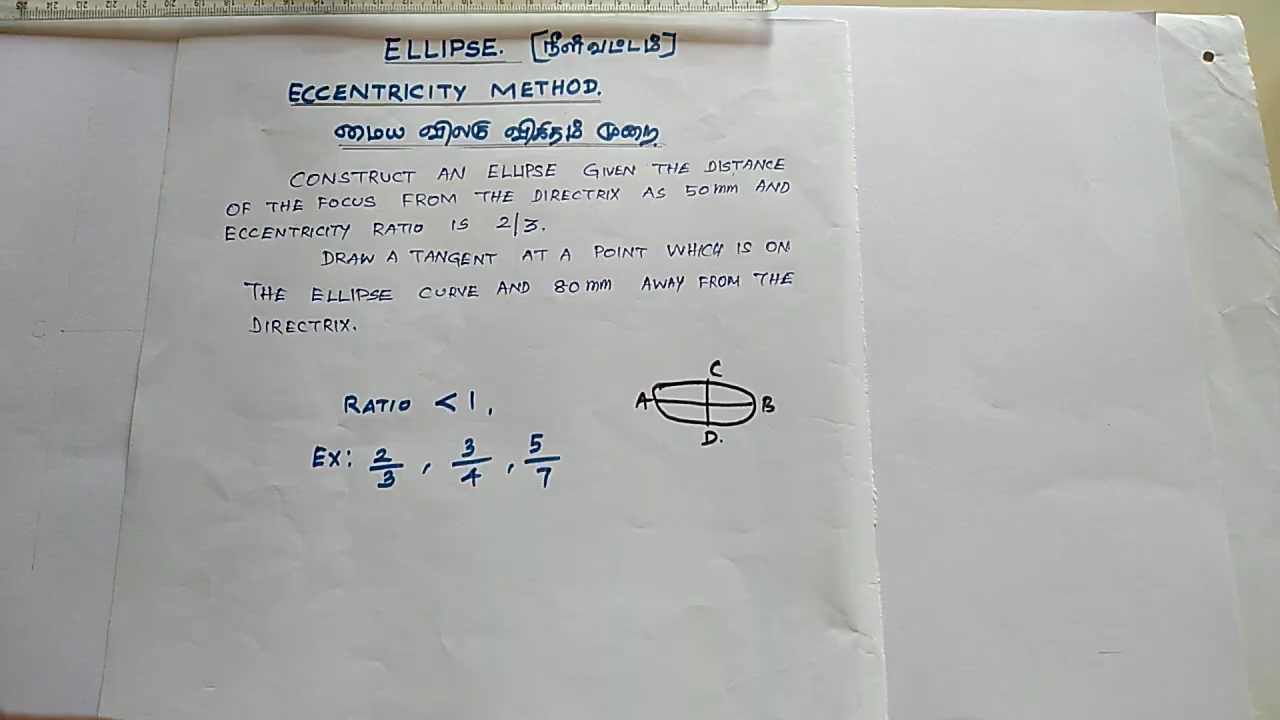 ELLIPSE. [நீள்வட்டம்]
ECCENTRICITY METHOD.
மைய விலகு விகிதம் முறை
CONSTRUCT AN ELLIPSE GIVEN THE DISTANCE
OF THE FOCUS FROM THE DIRECTRIX AS 50mm AND
ECCENTRICITY RATIO IS 2/3.
DRAW A TANGENT AT A POINT WHICH IS ON
THE ELLIPSE CURVE AND 80mm AWAY FROM THE
DIRECTRIX.
C
A B
D.
RATIO < 1,
EX: 2/3, 3/4, 5/7